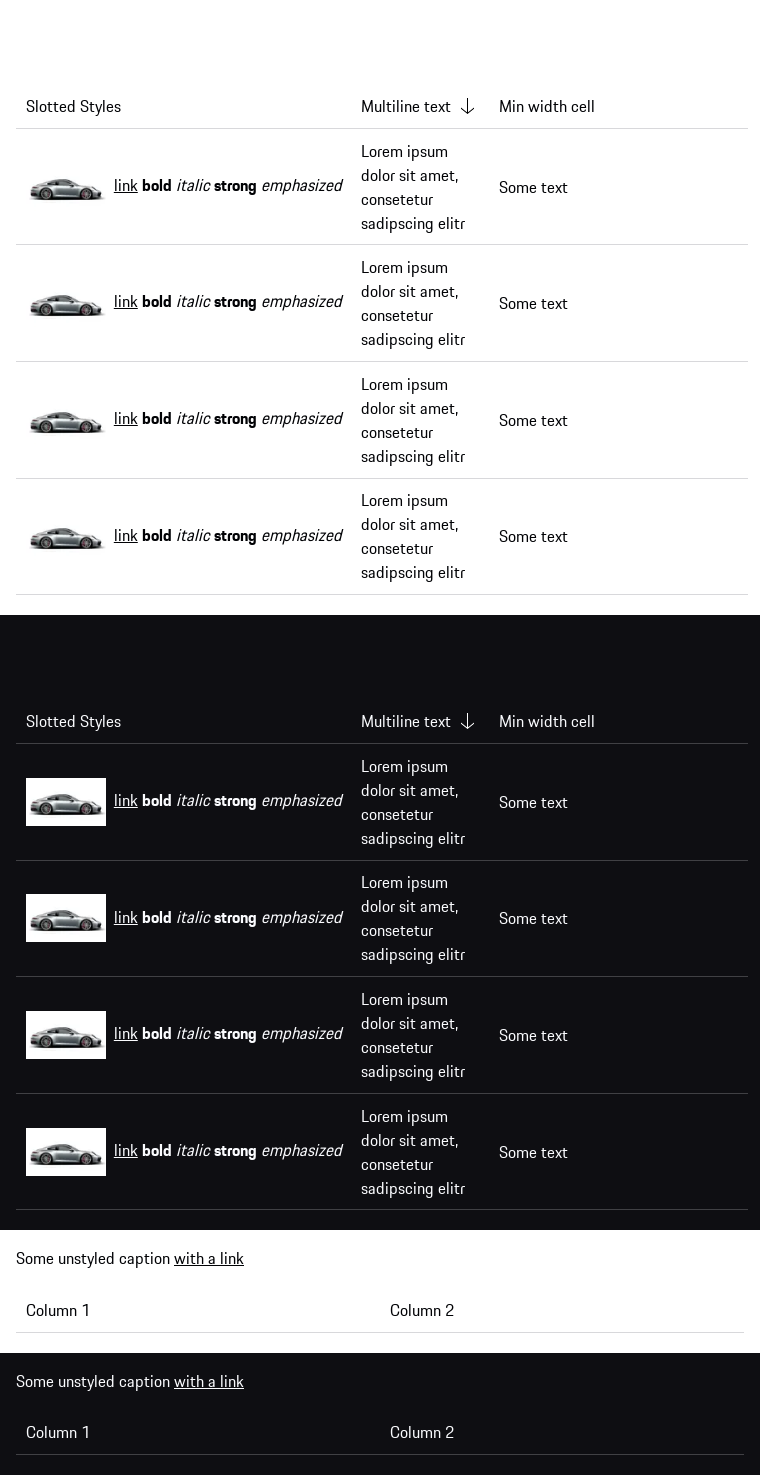 Slotted Styles Multiline text Min width cell
Lorem ipsum
dolor sit amet,
link bold italic strong emphasized Some text
consetetur
sadipscing elitr
Lorem ipsum
dolor sit amet,
link bold italic strong emphasized Some text
consetetur
sadipscing elitr
Lorem ipsum
dolor sit amet,
link bold italic strong emphasized Some text
consetetur
sadipscing elitr
Lorem ipsum
dolor sit amet,
link bold italic strong emphasized Some text
consetetur
sadipscing elitr
Slotted Styles Multiline text Min width cell
Lorem ipsum
dolor sit amet,
link bold italic strong emphasized Some text
consetetur
sadipscing elitr
Lorem ipsum
dolor sit amet,
link bold italic strong emphasized Some text
consetetur
sadipscing elitr
Lorem ipsum
dolor sit amet,
link bold italic strong emphasized Some text
consetetur
sadipscing elitr
Lorem ipsum
dolor sit amet,
link bold italic strong emphasized Some text
consetetur
sadipscing elitr
Some unstyled caption with a link
Column 1 Column 2
Some unstyled caption with a link
Column 1 Column 2